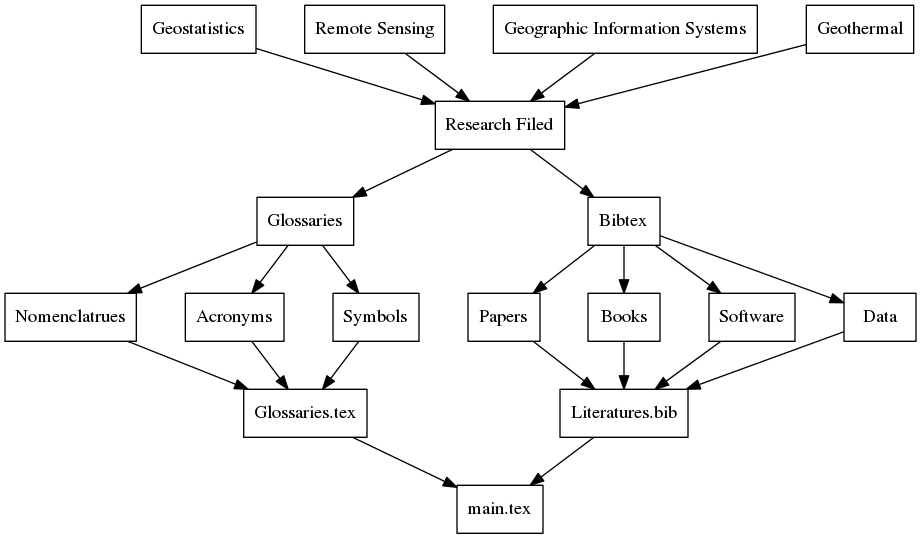 Geostatistics
Remote Sensing
Geographic Information Systems
Geothermal
Research Filed
Glossaries
Bibtex
Nomenclatrues
Acronyms
Symbols
Papers
Books
Software
Data
Glossaries.tex
Literatures.bib
main.tex